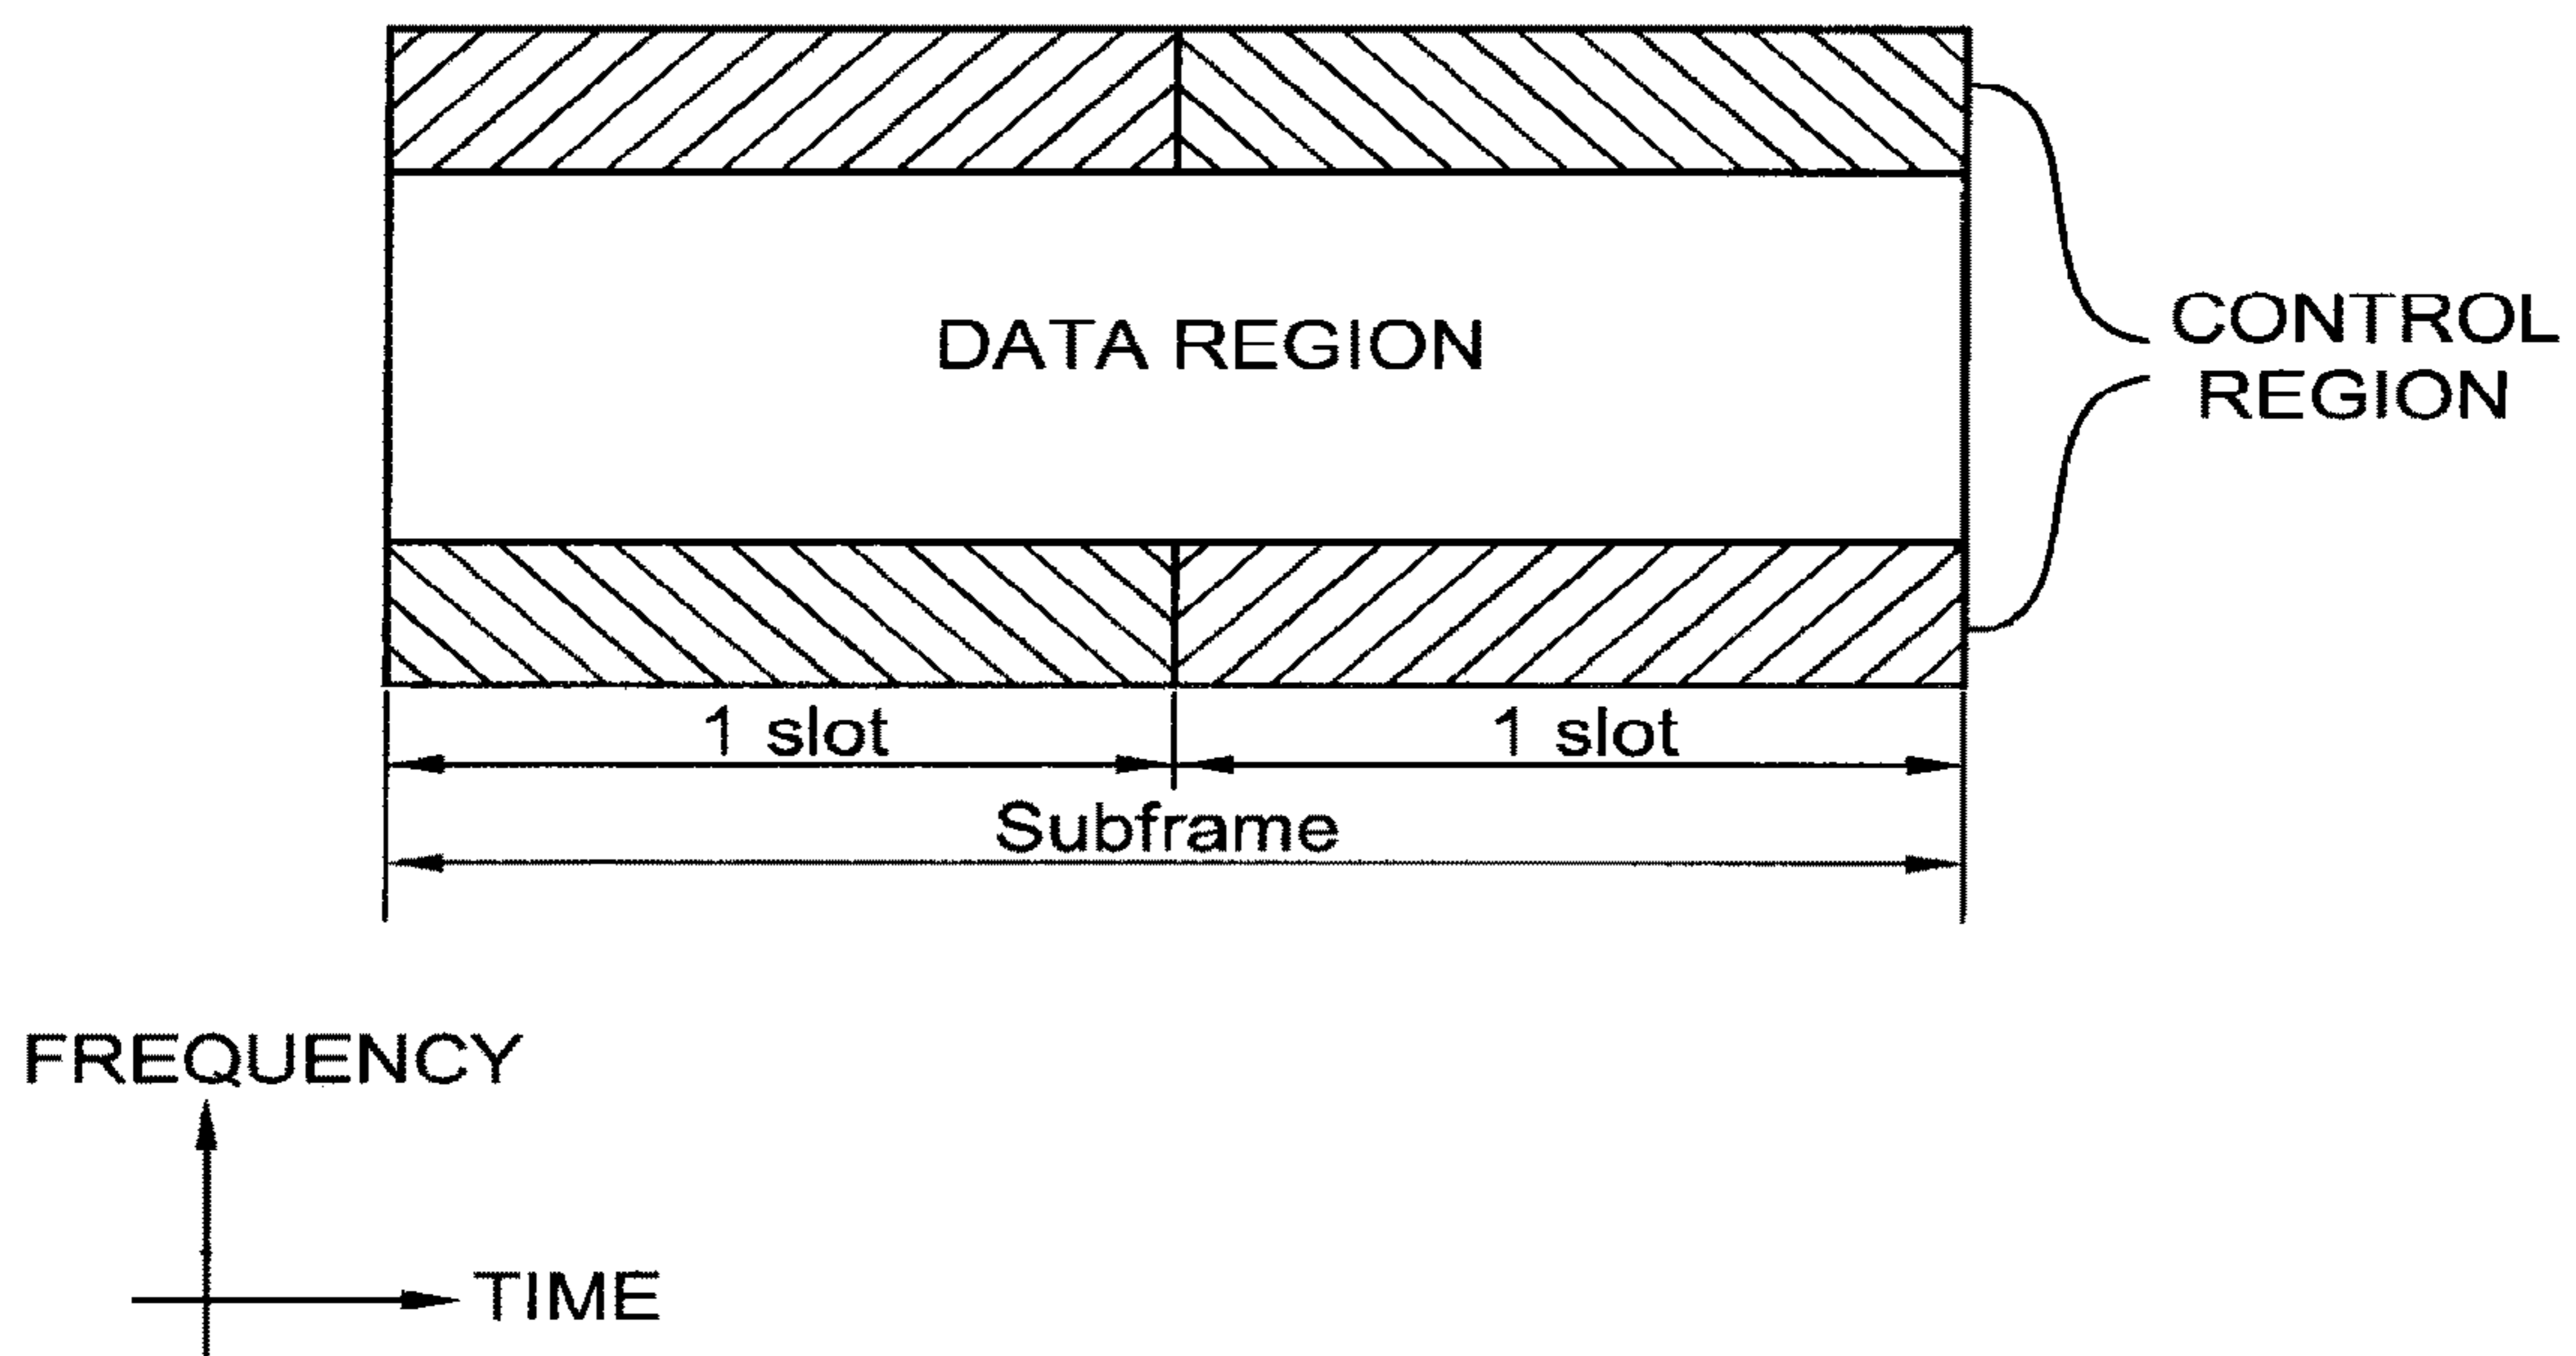 DATA REGION
CONTROL
REGION
1 slot
1 slot
Subframe
FREQUENCY
TIME